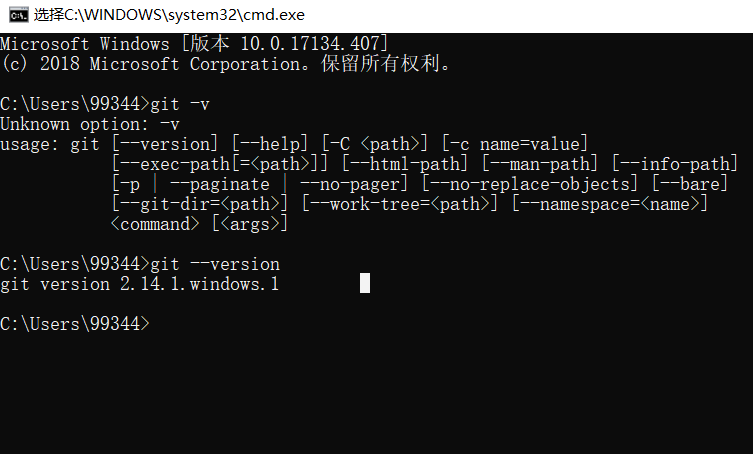 选择C:\WINDOWS\system32\cmd.exe
Microsoft Windows [版本 10.0.17134.407]
(c) 2018 Microsoft Corporation。保留所有权利。
C:\Users\99344>git -v
Unknown option: -v
usage: git [--version] [--help] [-C <path>] [-c name=value]
[--exec-path[=<path>]] [--html-path] [--man-path] [--info-path]
[-p | --paginate | --no-pager] [--no-replace-objects] [--bare]
[--git-dir=<path>] [--work-tree=<path>] [--namespace=<name>]
<command> [<args>]
C:\Users\99344>git --version
git version 2.14.1.windows.1
C:\Users\99344>